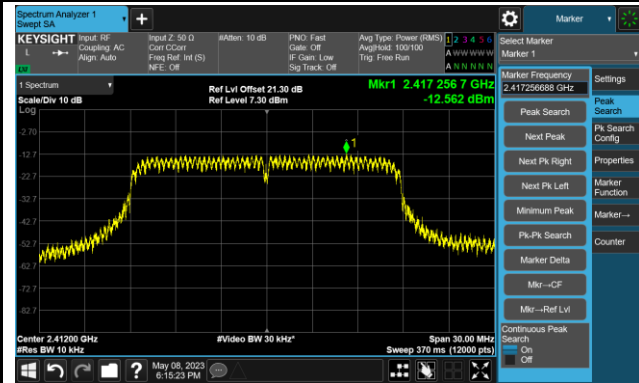 Spectrum Analyzer 1
Swept SA
Marker
KEYSIGHT
Input: RF
Coupling: AC
Align: Auto
Input Z: 50 Ω
Corr CCorr
Freq Ref: Int (S)
NFE: Off
#Atten: 10 dB
PNO: Fast
Gate: Off
IF Gain: Low
Sig Track: Off
Avg Type: Power (RMS)
Avg|Hold: 100/100
Trig: Free Run
1 2 3 4 5 6
A W W W W W
A N N N N N
L
LXI
Select Marker
Marker 1
1 Spectrum
Scale/Div 10 dB
Log
Ref Lvl Offset 21.30 dB
Ref Level 7.30 dBm
Mkr1 2.417 256 7 GHz
-12.562 dBm
1
-2.70
-12.7
-22.7
-32.7
-42.7
-52.7
-62.7
-72.7
-82.7
Center 2.41200 GHz
#Res BW 10 kHz
#Video BW 30 kHz*
Span 30.00 MHz
Sweep 370 ms (12000 pts)
Marker Frequency
2.417256688 GHz
Peak Search
Next Peak
Next Pk Right
Next Pk Left
Minimum Peak
Pk-Pk Search
Marker Delta
Mkr→CF
Mkr→Ref Lvl
Continuous Peak
Search
On
Off
Settings
Peak
Search
Pk Search
Config
Properties
Marker
Function
Marker→
Counter
May 08, 2023
6:15:23 PM